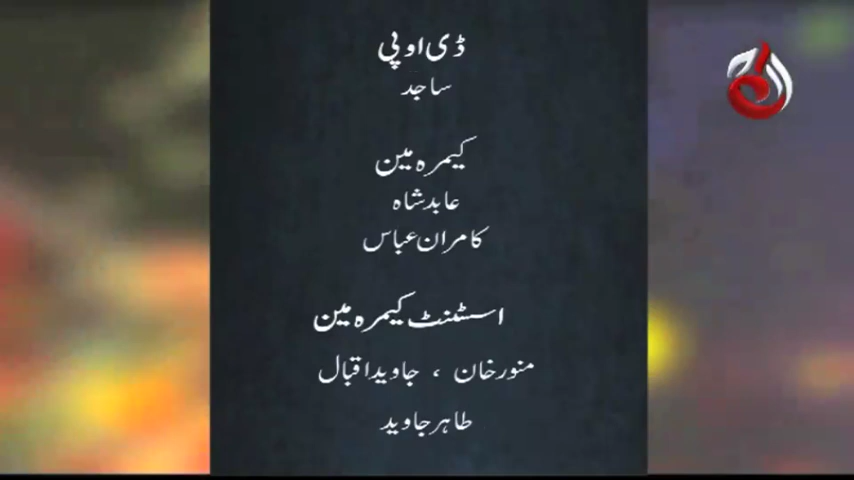 ڈی او پی
ساجد
کیمرہ مین
عابد شاہ
کامران عباس
اسسٹنٹ کیمرہ مین
منور خان ، جاوید اقبال
طاہر جاوید